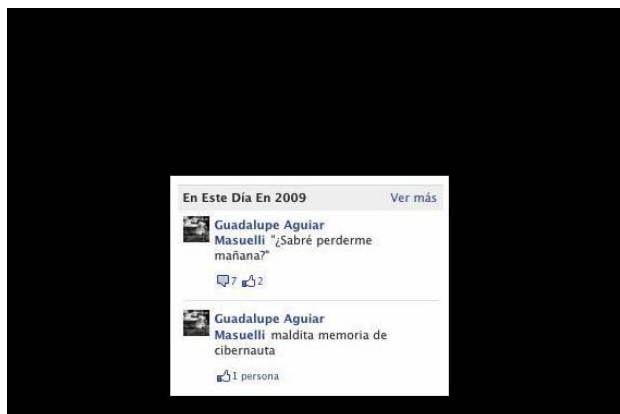 En Este Día En 2009 Ver más
Guadalupe Aguiar
Masuelli "¿Sabré perderme
mañana?"
7 2
Guadalupe Aguiar
Masuelli maldita memoria de
cibernauta
1 persona